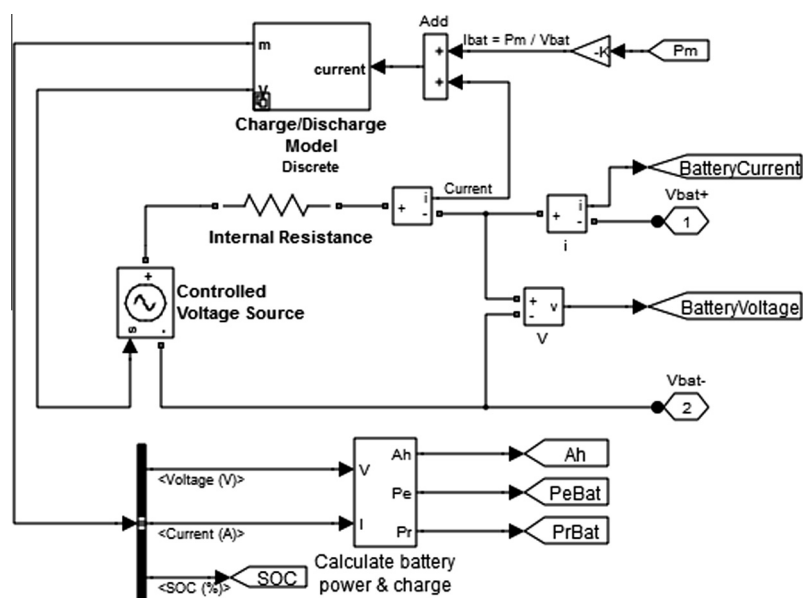 Add
m
current
V
+
+
Ibat = Pm / Vbat
-K
Pm
Charge/Discharge
Model
Discrete
Current
BatteryCurrent
+
i
-
Internal Resistance
+
i
-
i
Vbat+
1
+
s
-
Controlled
Voltage Source
+
-
v
V
BatteryVoltage
Vbat-
2
<Voltage (V)>
<Current (A)>
<SOC (%)>
SOC
V
I
Ah
Pe
Pr
Ah
PeBat
PrBat
Calculate battery
power & charge